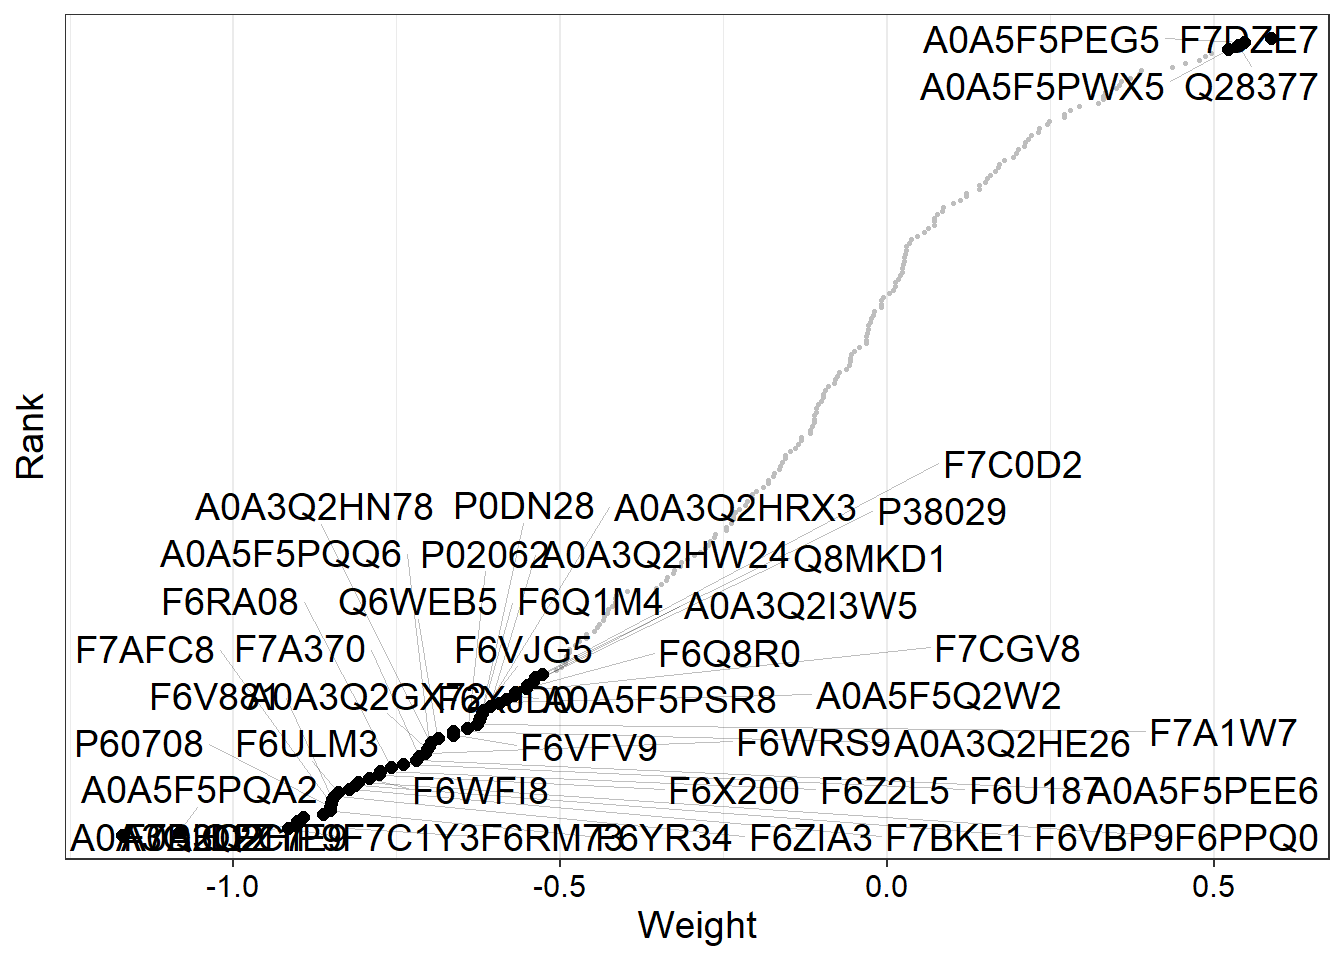 A0A5F5PEG5 F7DZE7
A0A5F5PWX5 Q28377
F7C0D2
A0A3Q2HN78 P0DN28 A0A3Q2HRX3 P38029
A0A5F5PQQ6 P02062 A0A3Q2HW24 Q8MKD1
F6RA08 Q6WEB5 F6Q1M4 A0A3Q2I3W5
F7AFC8 F7A370 F6VJG5 F6Q8R0 F7CGV8
F6V881 A0A3Q2GX72 F6X0D0 A0A5F5PSR8 A0A5F5Q2W2
P60708 F6ULM3 F6VFV9 F6WRS9 A0A3Q2HE26 F7A1W7
A0A5F5PQA2 F6WFI8 F6X200 F6Z2L5 F6U187 A0A5F5PEE6
F7C1Y3 F6RM73 F6YR34 F6ZIA3 F7BKE1 F6VBP9 F6PPQ0
-1.0 -0.5 0.0 0.5
Weight
Rank